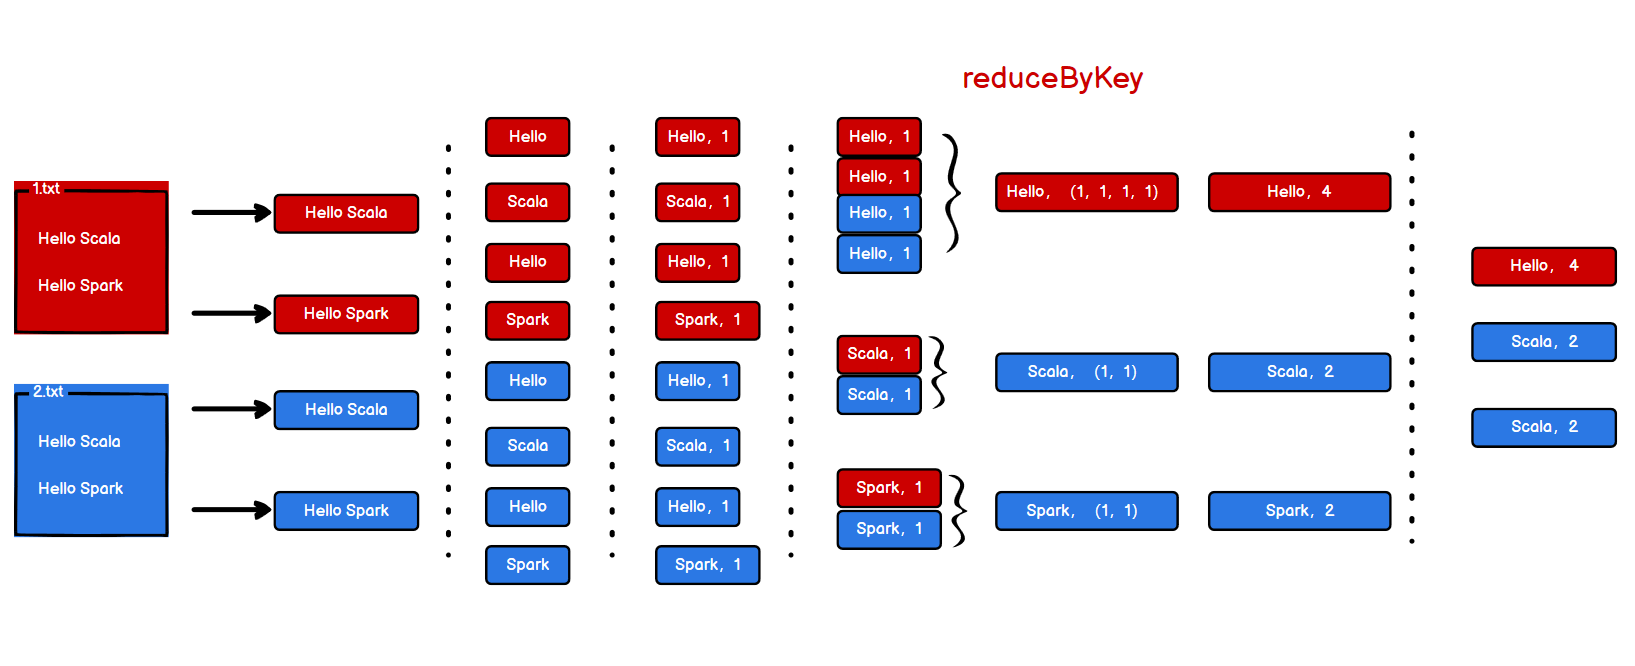 reduceByKey
1.txt
Hello Scala
Hello Spark
2.txt
Hello Scala
Hello Spark
Hello Scala
Hello Spark
Hello Scala
Hello Spark
Hello
Scala
Hello
Spark
Hello
Scala
Hello
Spark
Hello, 1
Scala, 1
Hello, 1
Spark, 1
Hello, 1
Scala, 1
Hello, 1
Spark, 1
Hello, 1
Hello, 1
Hello, 1
Hello, 1
Scala, 1
Scala, 1
Spark, 1
Spark, 1
Hello, (1, 1, 1, 1)
Scala, (1, 1)
Spark, (1, 1)
Hello, 4
Scala, 2
Spark, 2
Hello, 4
Scala, 2
Scala, 2